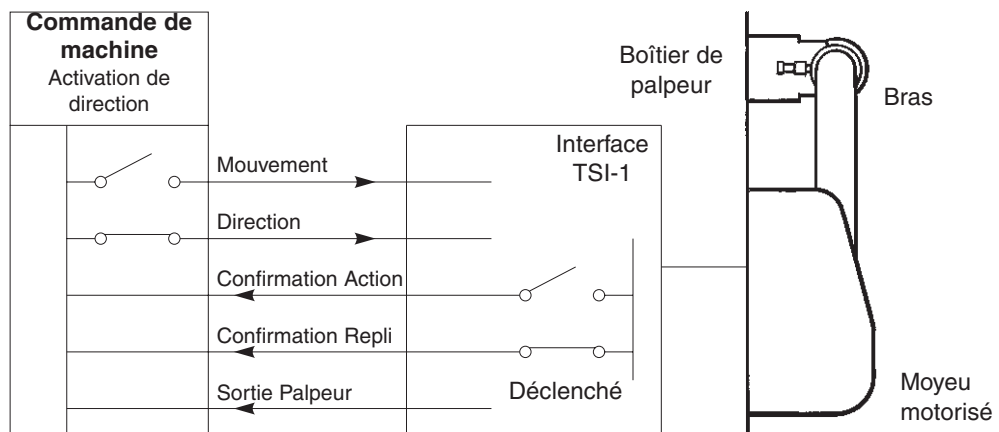 Commande de
machine
Activation de
direction
Boîtier de
palpeur
Bras
Interface
TSI-1
Mouvement
Direction
Confirmation Action
Confirmation Repli
Sortie Palpeur
Déclenché
Moyeu
motorisé